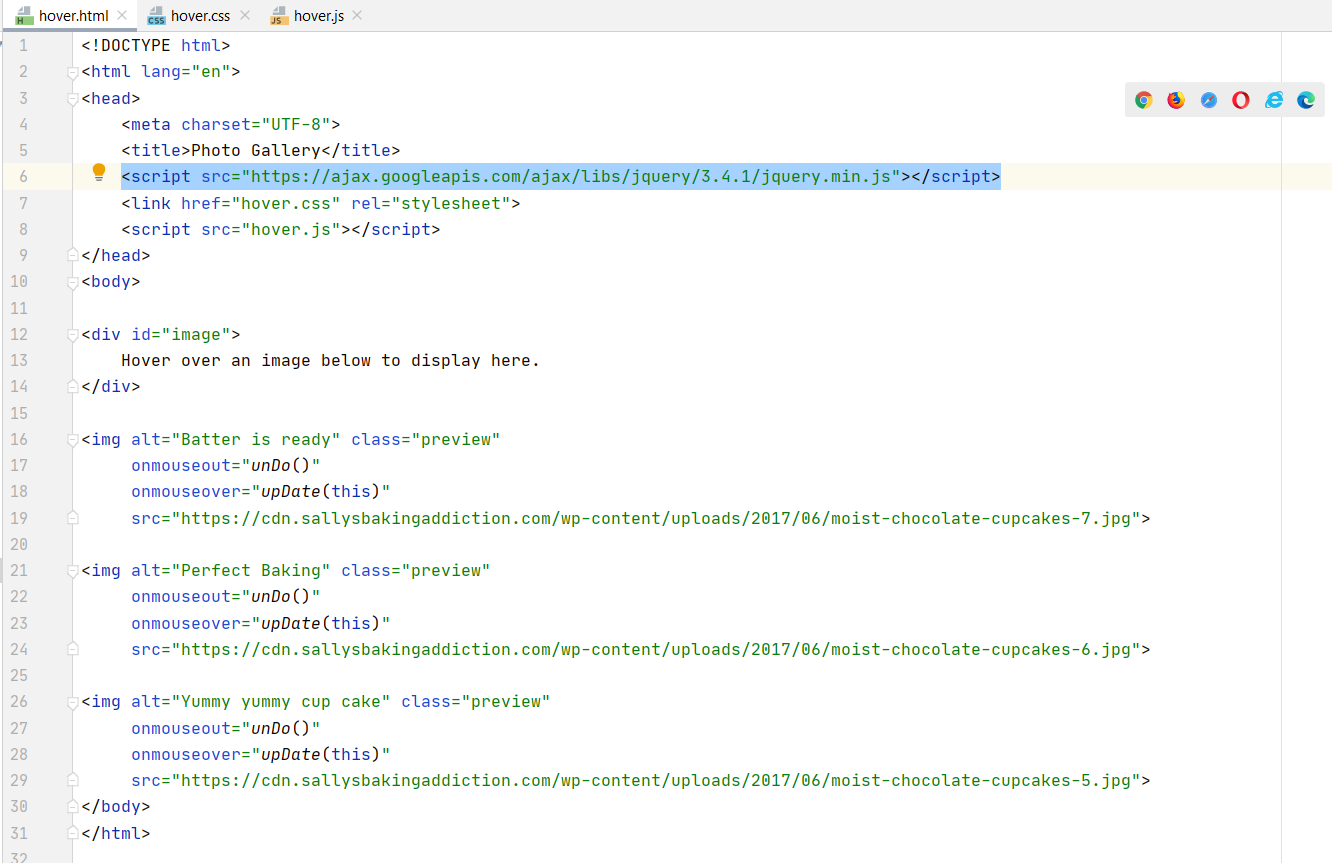 hover.html hover.css hover.js
1 <!DOCTYPE html>
2 <html lang="en">
3 <head>
4     <meta charset="UTF-8">
5     <title>Photo Gallery</title>
6     <script src="https://ajax.googleapis.com/ajax/libs/jquery/3.4.1/jquery.min.js"></script>
7     <link href="hover.css" rel="stylesheet">
8     <script src="hover.js"></script>
9 </head>
10 <body>
11
12 <div id="image">
13     Hover over an image below to display here.
14 </div>
15
16 <img alt="Batter is ready" class="preview"
17      onmouseout="unDo()"
18      onmouseover="upDate(this)"
19      src="https://cdn.sallysbakingaddiction.com/wp-content/uploads/2017/06/moist-chocolate-cupcakes-7.jpg">
20
21 <img alt="Perfect Baking" class="preview"
22      onmouseout="unDo()"
23      onmouseover="upDate(this)"
24      src="https://cdn.sallysbakingaddiction.com/wp-content/uploads/2017/06/moist-chocolate-cupcakes-6.jpg">
25
26 <img alt="Yummy yummy cup cake" class="preview"
27      onmouseout="unDo()"
28      onmouseover="upDate(this)"
29      src="https://cdn.sallysbakingaddiction.com/wp-content/uploads/2017/06/moist-chocolate-cupcakes-5.jpg">
30 </body>
31 </html>
32